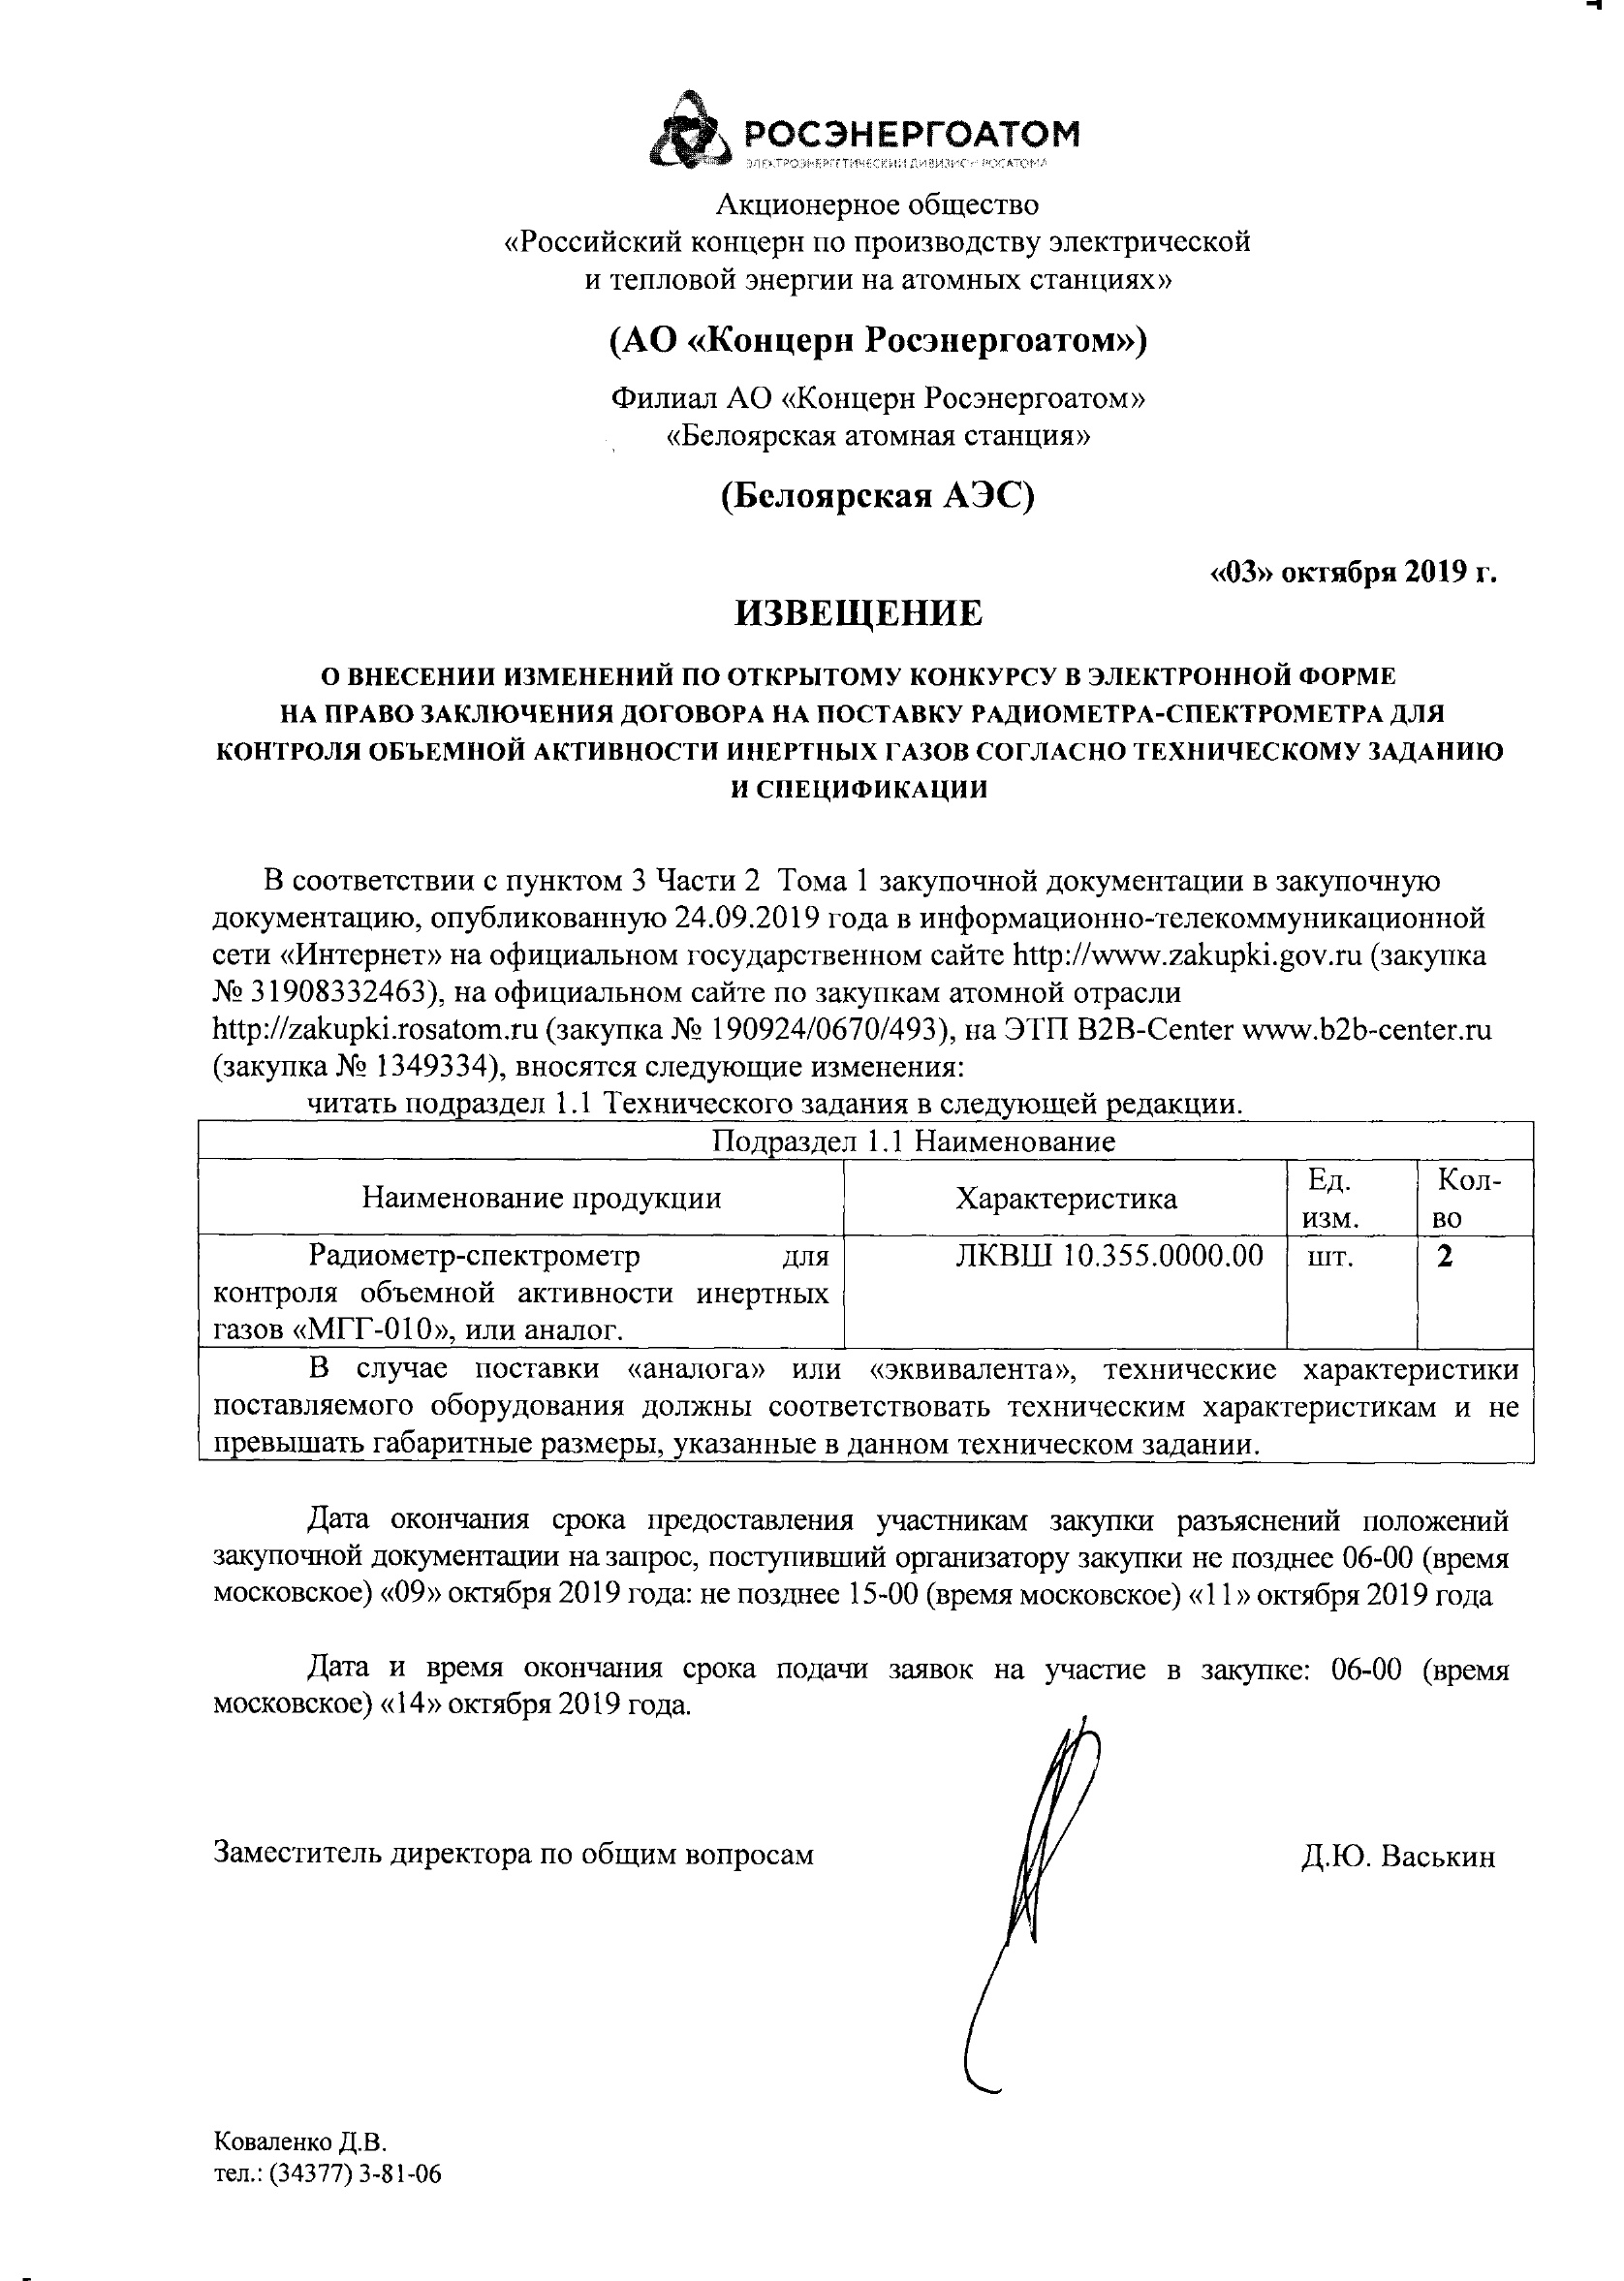 РОСЭНЕРГОАТОМ
ЭЛЕКТРОЭНЕРГЕТИЧЕСКИЙ ДИВИЗИОН РОСАТОМА
Акционерное общество
«Российский концерн по производству электрической
и тепловой энергии на атомных станциях»
(АО «Концерн Росэнергоатом»)
Филиал АО «Концерн Росэнергоатом»
«Белоярская атомная станция»
(Белоярская АЭС)
«03» октября 2019 г.
ИЗВЕЩЕНИЕ
О ВНЕСЕНИИ ИЗМЕНЕНИЙ ПО ОТКРЫТОМУ КОНКУРСУ В ЭЛЕКТРОННОЙ ФОРМЕ
НА ПРАВО ЗАКЛЮЧЕНИЯ ДОГОВОРА НА ПОСТАВКУ РАДИОМЕТРА-СПЕКТРОМЕТРА ДЛЯ
КОНТРОЛЯ ОБЪЕМНОЙ АКТИВНОСТИ ИНЕРТНЫХ ГАЗОВ СОГЛАСНО ТЕХНИЧЕСКОМУ ЗАДАНИЮ
И СПЕЦИФИКАЦИИ
В соответствии с пунктом 3 Части 2 Тома 1 закупочной документации в закупочную
документацию, опубликованную 24.09.2019 года в информационно-телекоммуникационной
сети «Интернет» на официальном государственном сайте http://www.zakupki.gov.ru (закупка
№ 31908332463), на официальном сайте по закупкам атомной отрасли
http://zakupki.rosatom.ru (закупка № 190924/0670/493), на ЭТП B2B-Center www.b2b-center.ru
(закупка № 1349334), вносятся следующие изменения:
читать подраздел 1.1 Технического задания в следующей редакции.
Подраздел 1.1 Наименование
Наименование продукции
Характеристика
Ед.
изм.
Кол-
во
Радиометр-спектрометр для
контроля объемной активности инертных
газов «МГГ-010», или аналог.
ЛКВШ 10.355.0000.00
шт.
2
В случае поставки «аналога» или «эквивалента», технические характеристики
поставляемого оборудования должны соответствовать техническим характеристикам и не
превышать габаритные размеры, указанные в данном техническом задании.
Дата окончания срока предоставления участникам закупки разъяснений положений
закупочной документации на запрос, поступивший организатору закупки не позднее 06-00 (время
московское) «09» октября 2019 года: не позднее 15-00 (время московское) «11» октября 2019 года
Дата и время окончания срока подачи заявок на участие в закупке: 06-00 (время
московское) «14» октября 2019 года.
Заместитель директора по общим вопросам
Д.Ю. Васькин
Коваленко Д.В.
тел.: (34377) 3-81-06